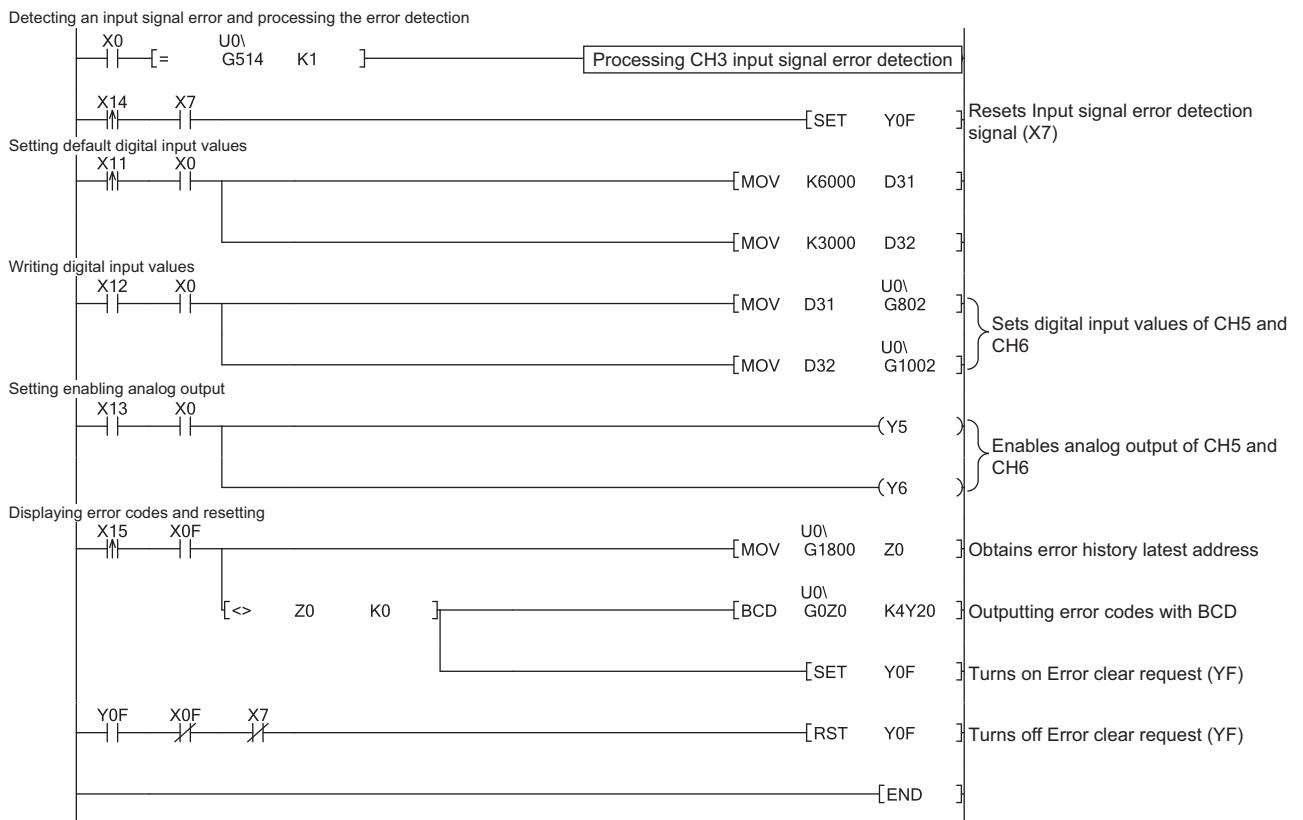 Detecting an input signal error and processing the error detection
X0 U0\
[= G514 K1 ] Processing CH3 input signal error detection
X14 X7
[SET Y0F ] Resets Input signal error detection
signal (X7)
Setting default digital input values
X11 X0
[MOV K6000 D31 ]
[MOV K3000 D32 ]
Writing digital input values
X12 X0 U0\
[MOV D31 G802 ]
Sets digital input values of CH5 and
CH6
U0\
[MOV D32 G1002 ]
Setting enabling analog output
X13 X0
(Y5 )
Enables analog output of CH5 and
CH6
(Y6 )
Displaying error codes and resetting
X15 X0F U0\
[MOV G1800 Z0 ] Obtains error history latest address
U0\
[<> Z0 K0 ] [BCD G0Z0 K4Y20 ] Outputting error codes with BCD
[SET Y0F ] Turns on Error clear request (YF)
Y0F X0F X7
[RST Y0F ] Turns off Error clear request (YF)
[END ]